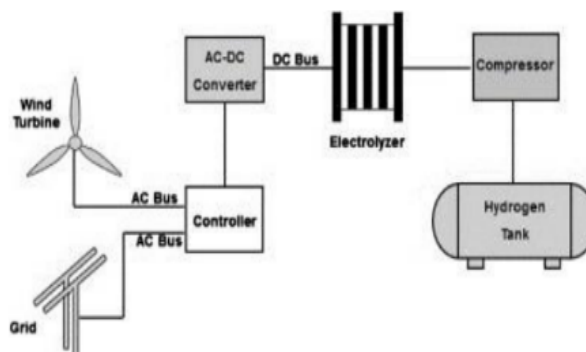 AC-DC
Converter
DC Bus
Compressor
Wind
Turbine
Electrolyzer
AC Bus
Controller
AC Bus
Hydrogen
Tank
Grid